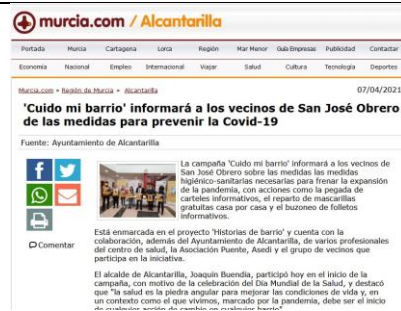 murcia.com / Alcantarilla
Portada Murcia Cartagena Lorca Región Mar Menor Guía Empresas Publicidad Contactar
Economía Nacional Empleo Internacional Viajar Salud Cultura Tecnología Deportes
Murcia.com » Región de Murcia » Alcantarilla 07/04/2021
'Cuido mi barrio' informará a los vecinos de San José Obrero
de las medidas para prevenir la Covid-19
Fuente: Ayuntamiento de Alcantarilla
La campaña 'Cuido mi barrio' informará a los vecinos de
San José Obrero sobre las medidas las medidas
higiénico-sanitarias necesarias para frenar la expansión
de la pandemia, con acciones como la pegada de
carteles informativos, el reparto de mascarillas
gratuitas casa por casa y el buzoneo de folletos
informativos.
Comentar
Está enmarcada en el proyecto 'Historias de barrio' y cuenta con la
colaboración, además del Ayuntamiento de Alcantarilla, de varios profesionales
del centro de salud, la Asociación Puente, Asedi y el grupo de vecinos que
participa en la iniciativa.
El alcalde de Alcantarilla, Joaquín Buendía, participó hoy en el inicio de la
campaña, con motivo de la celebración del Día Mundial de la Salud, y destacó
que "la salud es la piedra angular para mejorar las condiciones de vida y, en
un contexto como el que vivimos, marcado por la pandemia, debe ser el inicio
de cualquier acción de cambio en cualquier barrio".